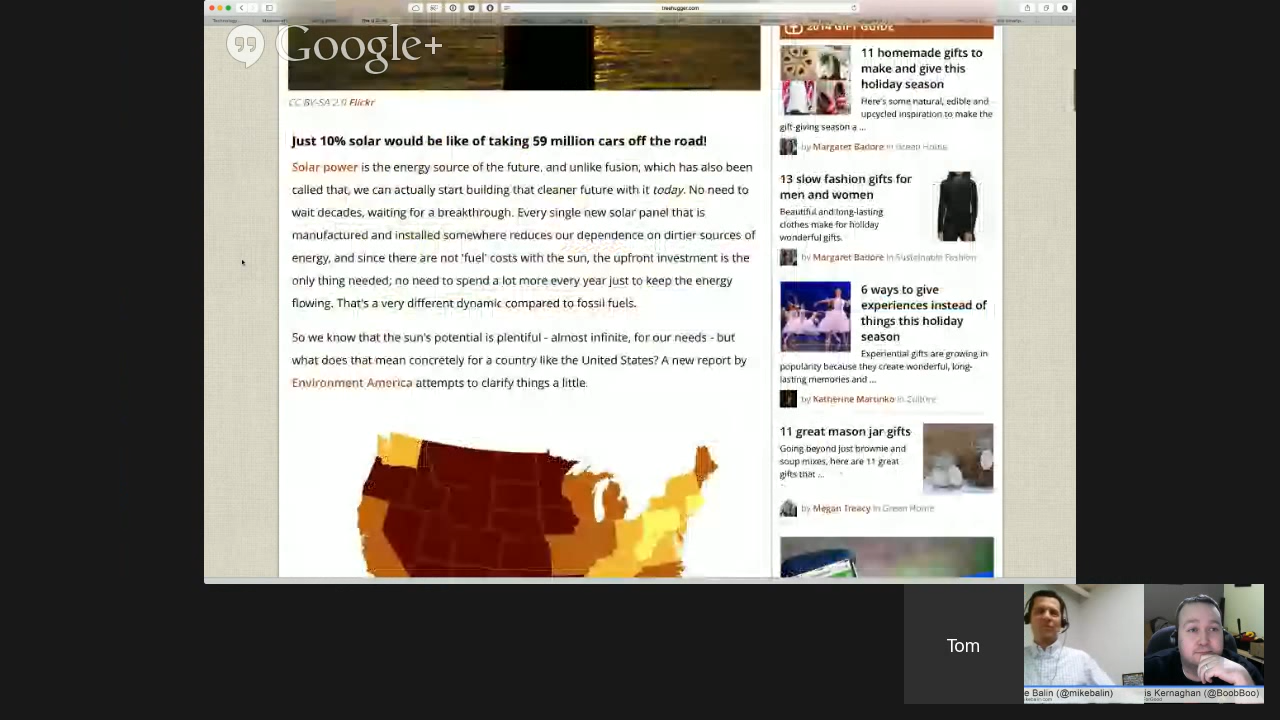 treehugger.com
Google+
CC BY-SA 2.0 Flickr
Just 10% solar would be like of taking 59 million cars off the road!
Solar power is the energy source of the future, and unlike fusion, which has also been
called that, we can actually start building that cleaner future with it today. No need to
wait decades, waiting for a breakthrough. Every single new solar panel that is
manufactured and installed somewhere reduces our dependence on dirtier sources of
energy, and since there are not 'fuel' costs with the sun, the upfront investment is the
only thing needed; no need to spend a lot more every year just to keep the energy
flowing. That's a very different dynamic compared to fossil fuels.
So we know that the sun's potential is plentiful - almost infinite, for our needs - but
what does that mean concretely for a country like the United States? A new report by
Environment America attempts to clarify things a little.
2014 GIFT GUIDE
11 homemade gifts to
make and give this
holiday season
Here's some natural, edible and
upcycled inspiration to make the
gift-giving season a ...
by Margaret Badore in Green Home
13 slow fashion gifts for
men and women
Beautiful and long-lasting
clothes make for holiday
wonderful gifts.
by Margaret Badore in Sustainable Fashion
6 ways to give
experiences instead of
things this holiday
season
Experiential gifts are growing in
popularity because they create wonderful, long-
lasting memories and ...
by Katherine Martinko in Culture
11 great mason jar gifts
Going beyond just brownie and
soup mixes, here are 11 great
gifts that ...
by Megan Treacy in Green Home
Tom
e Balin (@mikebalin)
is Kernaghan (@BoobBoo)